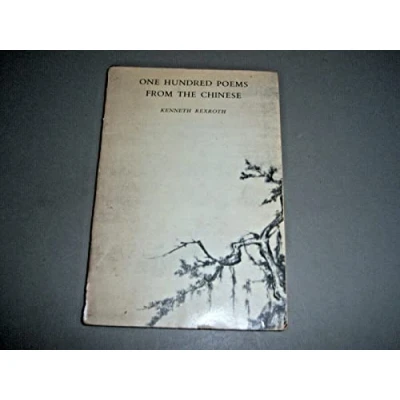 ONE HUNDRED POEMS
FROM THE CHINESE
KENNETH REXROTH